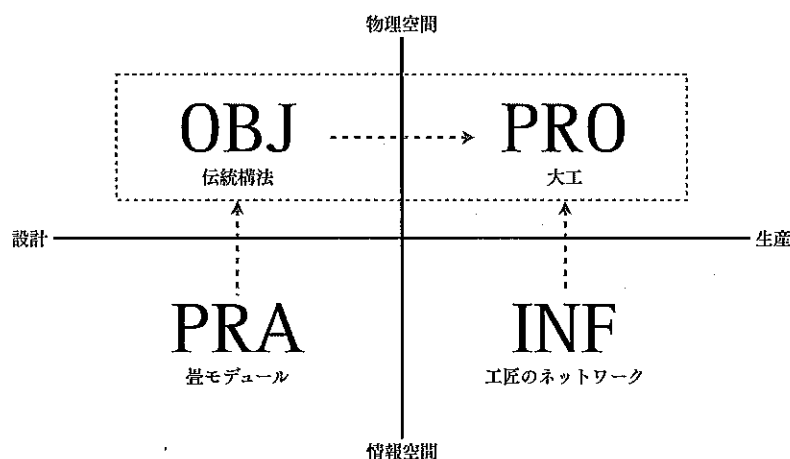 物理空間
OBJ
伝統構法
PRO
大工
設計
生産
PRA
畳モデュール
INF
工匠のネットワーク
情報空間